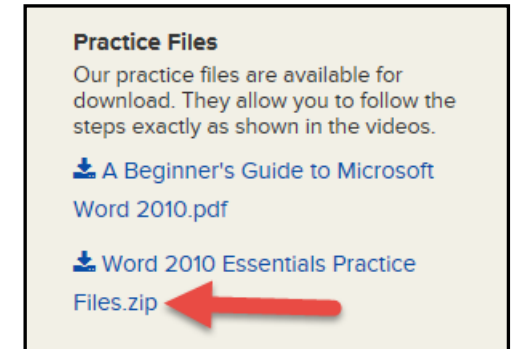 Practice Files
Our practice files are available for
download. They allow you to follow the
steps exactly as shown in the videos.
A Beginner's Guide to Microsoft
Word 2010.pdf
Word 2010 Essentials Practice
Files.zip